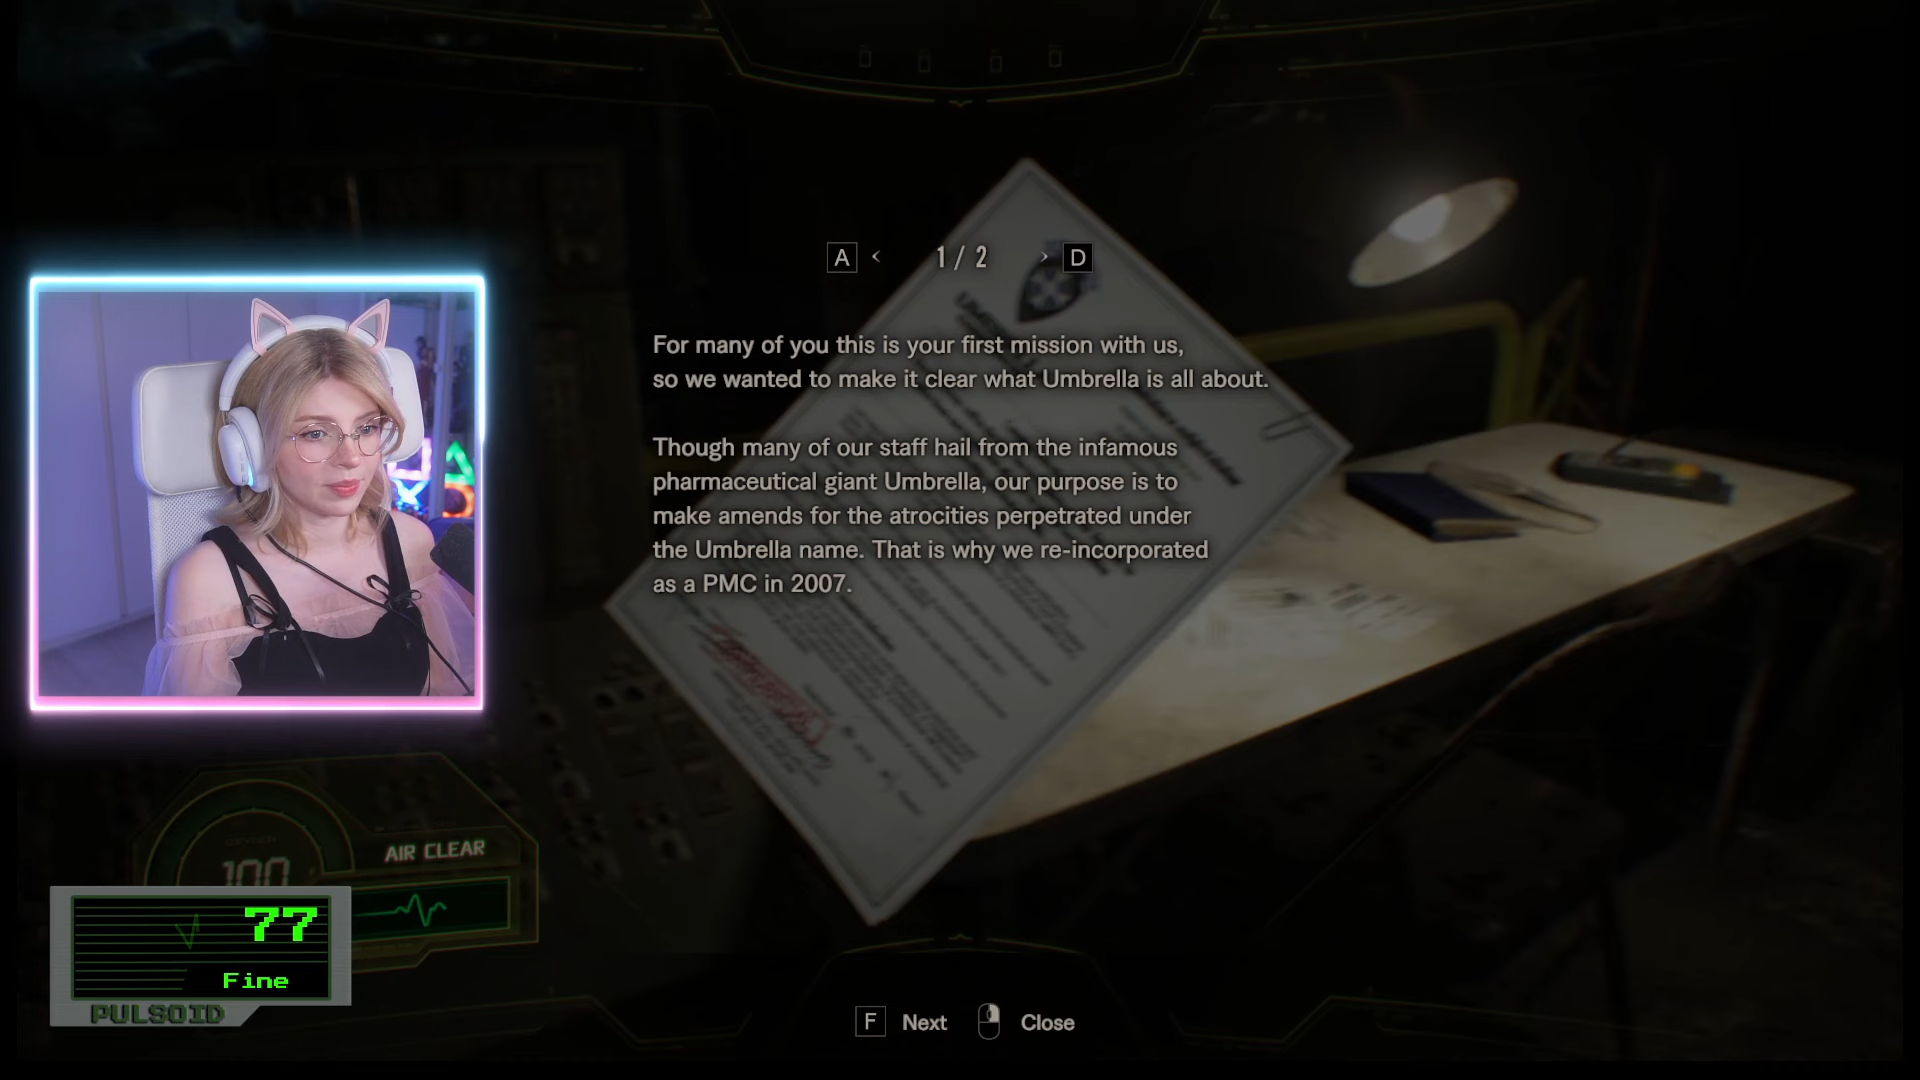 A < 1 / 2 > D
For many of you this is your first mission with us,
so we wanted to make it clear what Umbrella is all about.
Though many of our staff hail from the infamous
pharmaceutical giant Umbrella, our purpose is to
make amends for the atrocities perpetrated under
the Umbrella name. That is why we re-incorporated
as a PMC in 2007.
100
AIR CLEAR
77
Fine
PULSOID
F Next Close